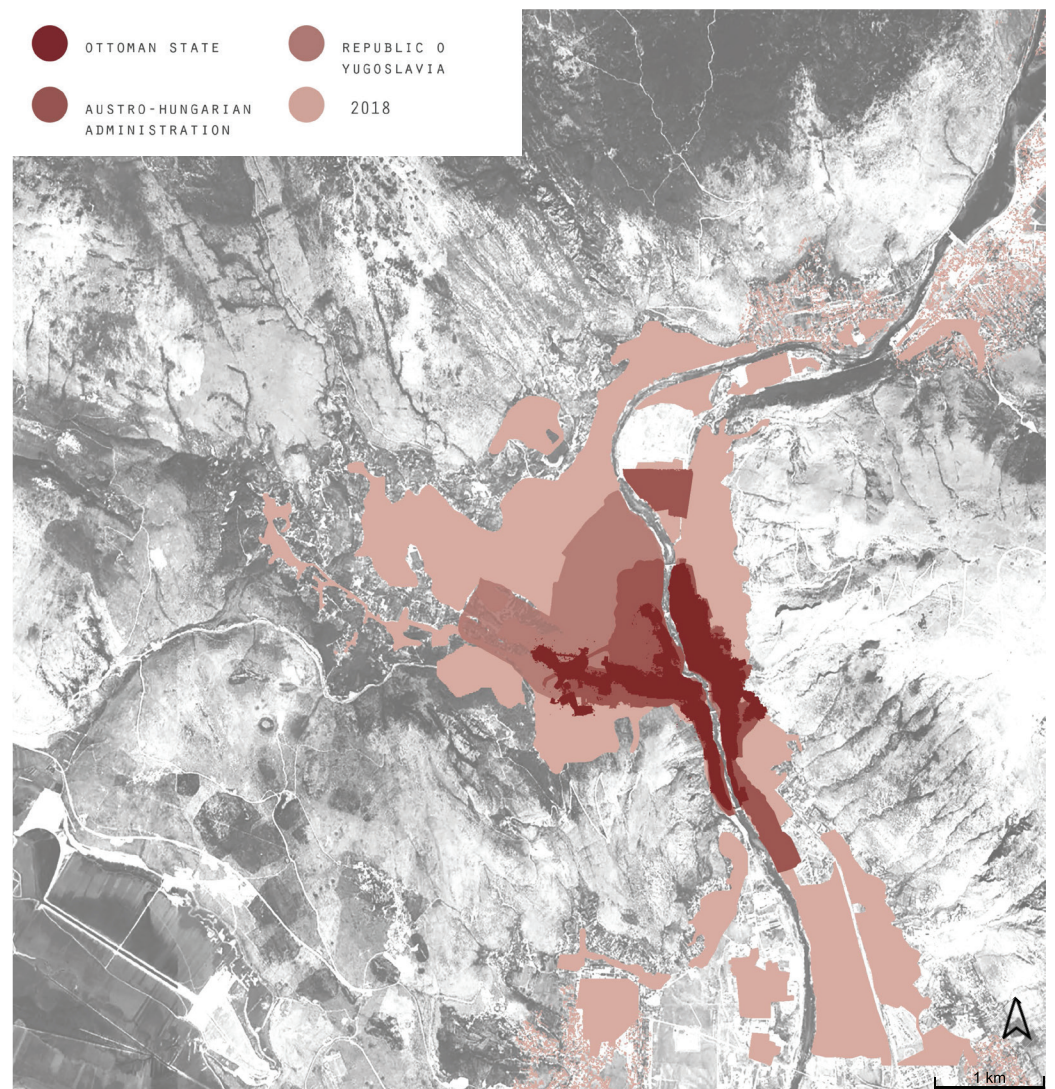 OTTOMAN STATE
AUSTRO-HUNGARIAN
ADMINISTRATION
REPUBLIC O
YUGOSLAVIA
2018
1 km